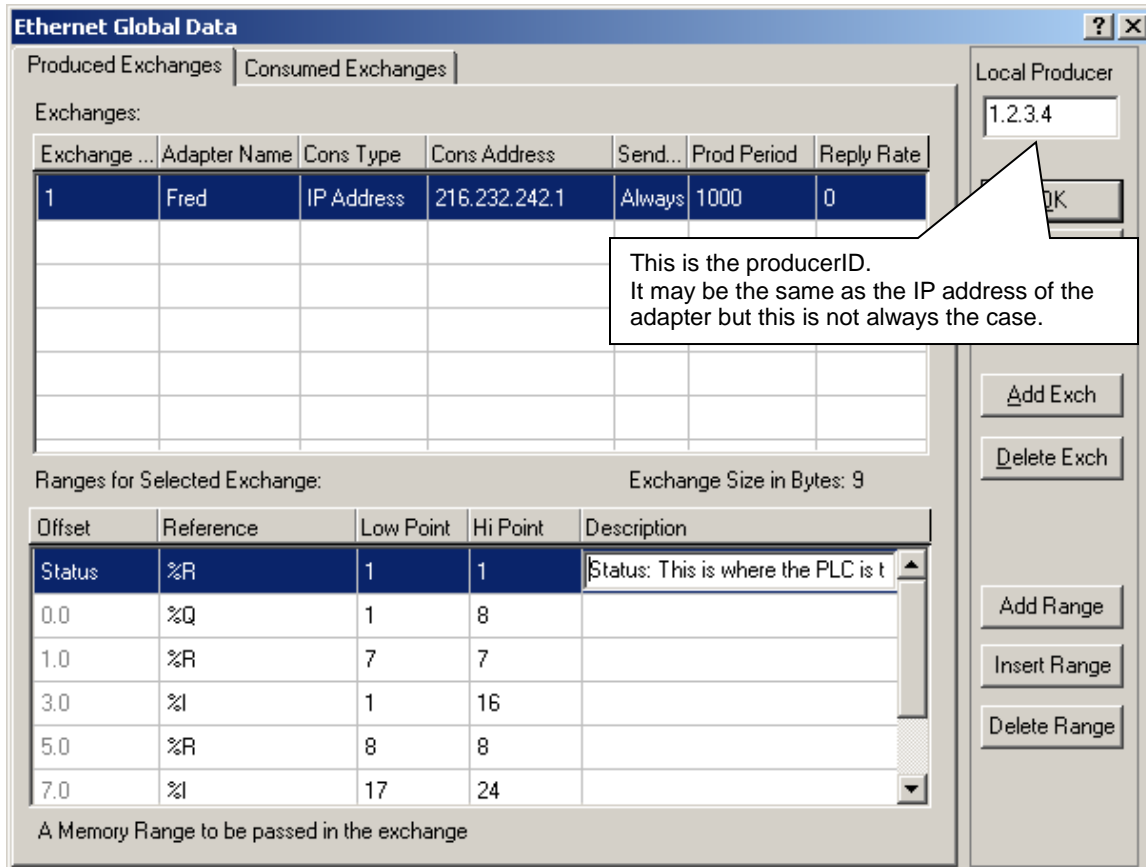 Ethernet Global Data
Produced Exchanges Consumed Exchanges
Local Producer
1.2.3.4
Exchanges:
Exchange ... Adapter Name Cons Type Cons Address Send... Prod Period Reply Rate
1 Fred IP Address 216.232.242.1 Always 1000 0
This is the producerID.
It may be the same as the IP address of the
adapter but this is not always the case.
Add Exch
Delete Exch
Ranges for Selected Exchange: Exchange Size in Bytes: 9
Offset Reference Low Point Hi Point Description
Status %R 1 1 Status: This is where the PLC is t
0.0 %Q 1 8
1.0 %R 7 7
3.0 %I 1 16
5.0 %R 8 8
7.0 %I 17 24
Add Range
Insert Range
Delete Range
A Memory Range to be passed in the exchange